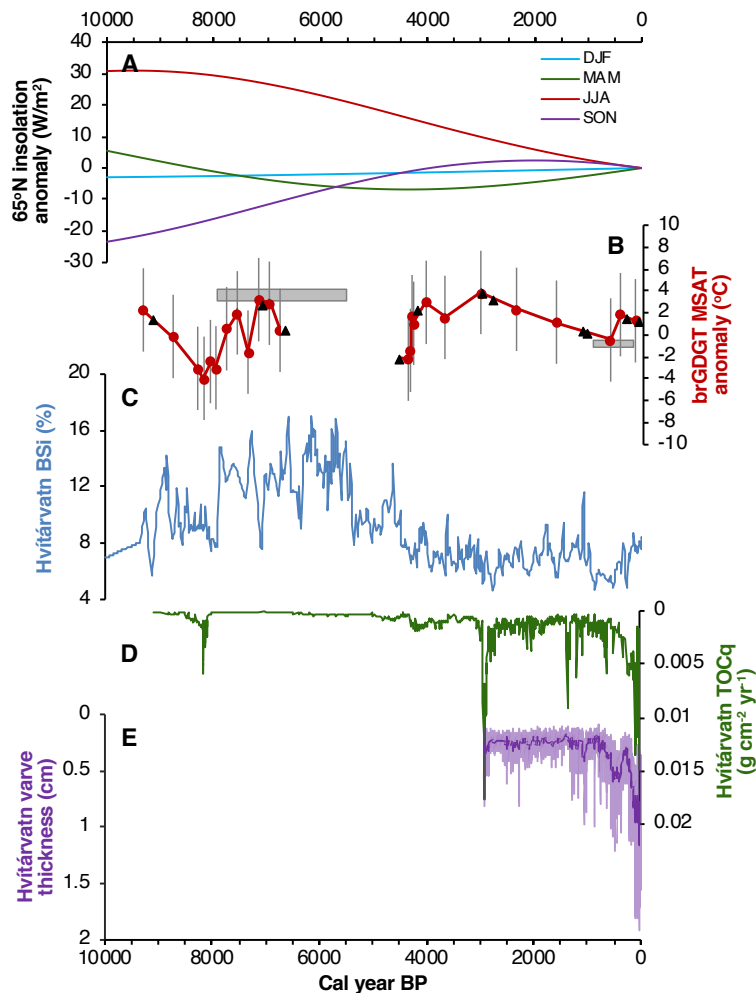 10000 8000 6000 4000 2000 0
A
40
30
20
10
0
-10
-20
-30
65°N insolation
anomaly (W/m²)
DJF
MAM
JJA
SON
B
10
8
6
4
2
0
-2
-4
-6
-8
-10
brGDGT MSAT
anomaly (°C)
C
20
16
12
8
4
Hvítárvatn BSi (%)
D
0
0.005
0.01
0.015
0.02
Hvítárvatn TOCq
(g cm⁻² yr⁻¹)
E
0
0.5
1
1.5
2
Hvítárvatn varve
thickness (cm)
10000 8000 6000 4000 2000 0
Cal year BP